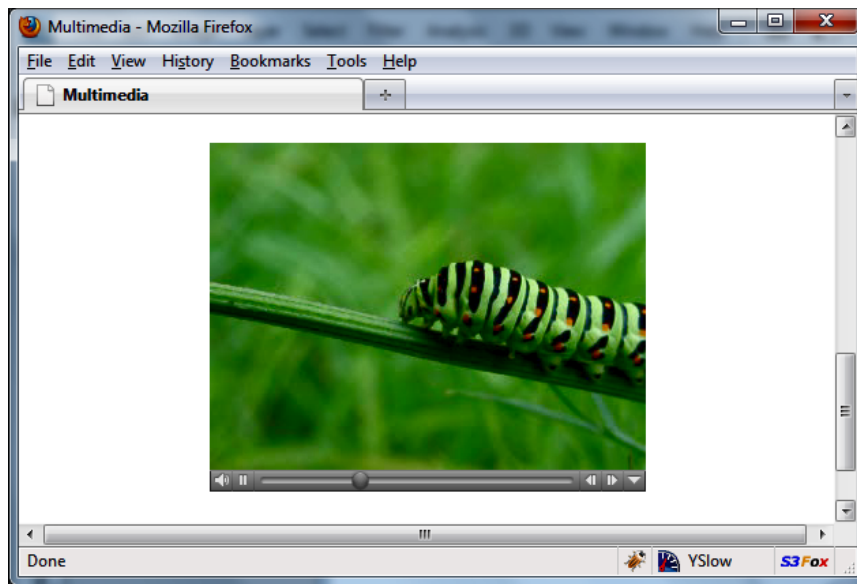 Multimedia - Mozilla Firefox
File Edit View History Bookmarks Tools Help
Multimedia
Done YSlow S3Fox